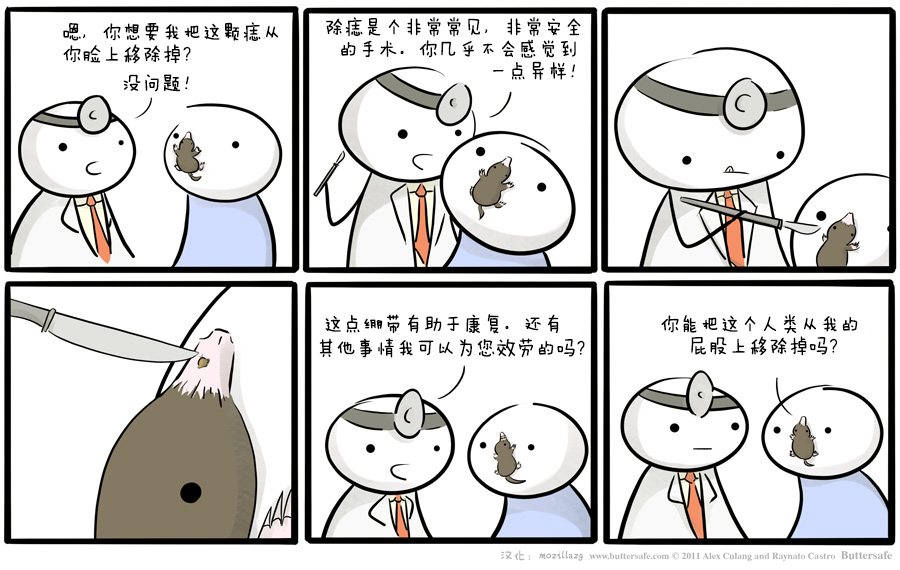 嗯，你想要我把这颗痣从
你脸上移除掉?
没问题!
除痣是个非常常见，非常安全
的手术。你几乎不会感觉到
一点异样!
这点绷带有助于康复。还有
其他事情我可以为您效劳的吗?
你能把这个人类从我的
屁股上移除掉吗?
汉化: mozillazg www.buttersafe.com © 2011 Alex Culang and Raynato Castro Buttersafe